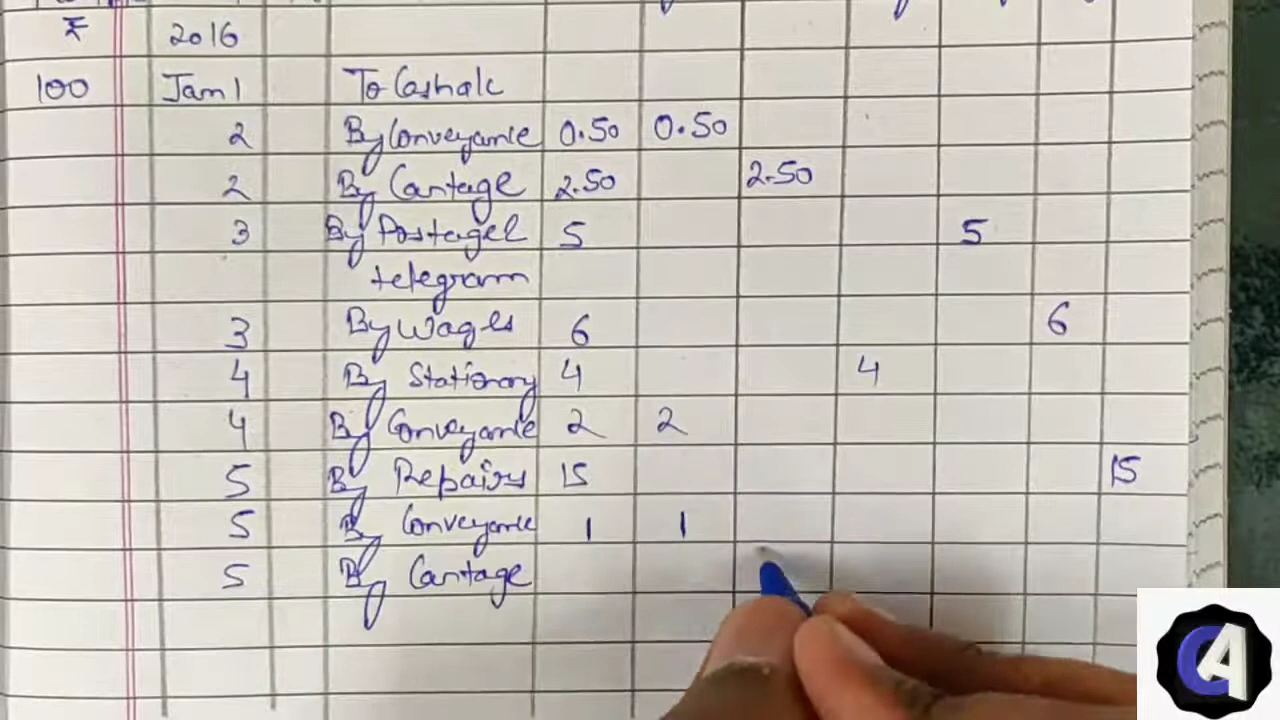 ₹ 2016
100 Jan 1 To Cash a/c
2 By Conveyance 0.50 0.50
2 By Cartage 2.50 2.50
3 By Postage & 5 5
telegram
3 By Wages 6 6
4 By Stationary 4 4
4 By Conveyance 2 2
5 By Repairs 15 15
5 By Conveyance 1 1
5 By Cartage
CA